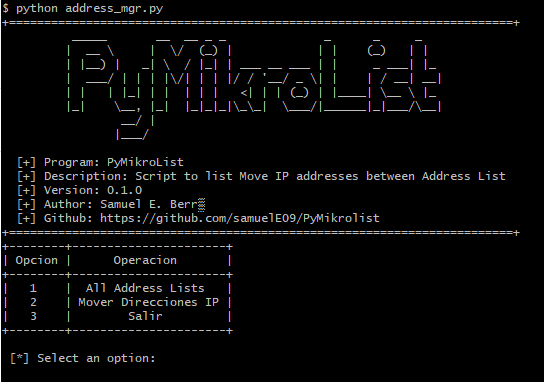 $ python address_mgr.py
PyMikroList
[+] Program: PyMikroList
[+] Description: Script to list Move IP addresses between Address List
[+] Version: 0.1.0
[+] Author: Samuel E. Berr▒
[+] Github: https://github.com/samuelE09/PyMikrolist
| Opcion | Operacion |
| 1 | All Address Lists |
| 2 | Mover Direcciones IP |
| 3 | Salir |
[*] Select an option: